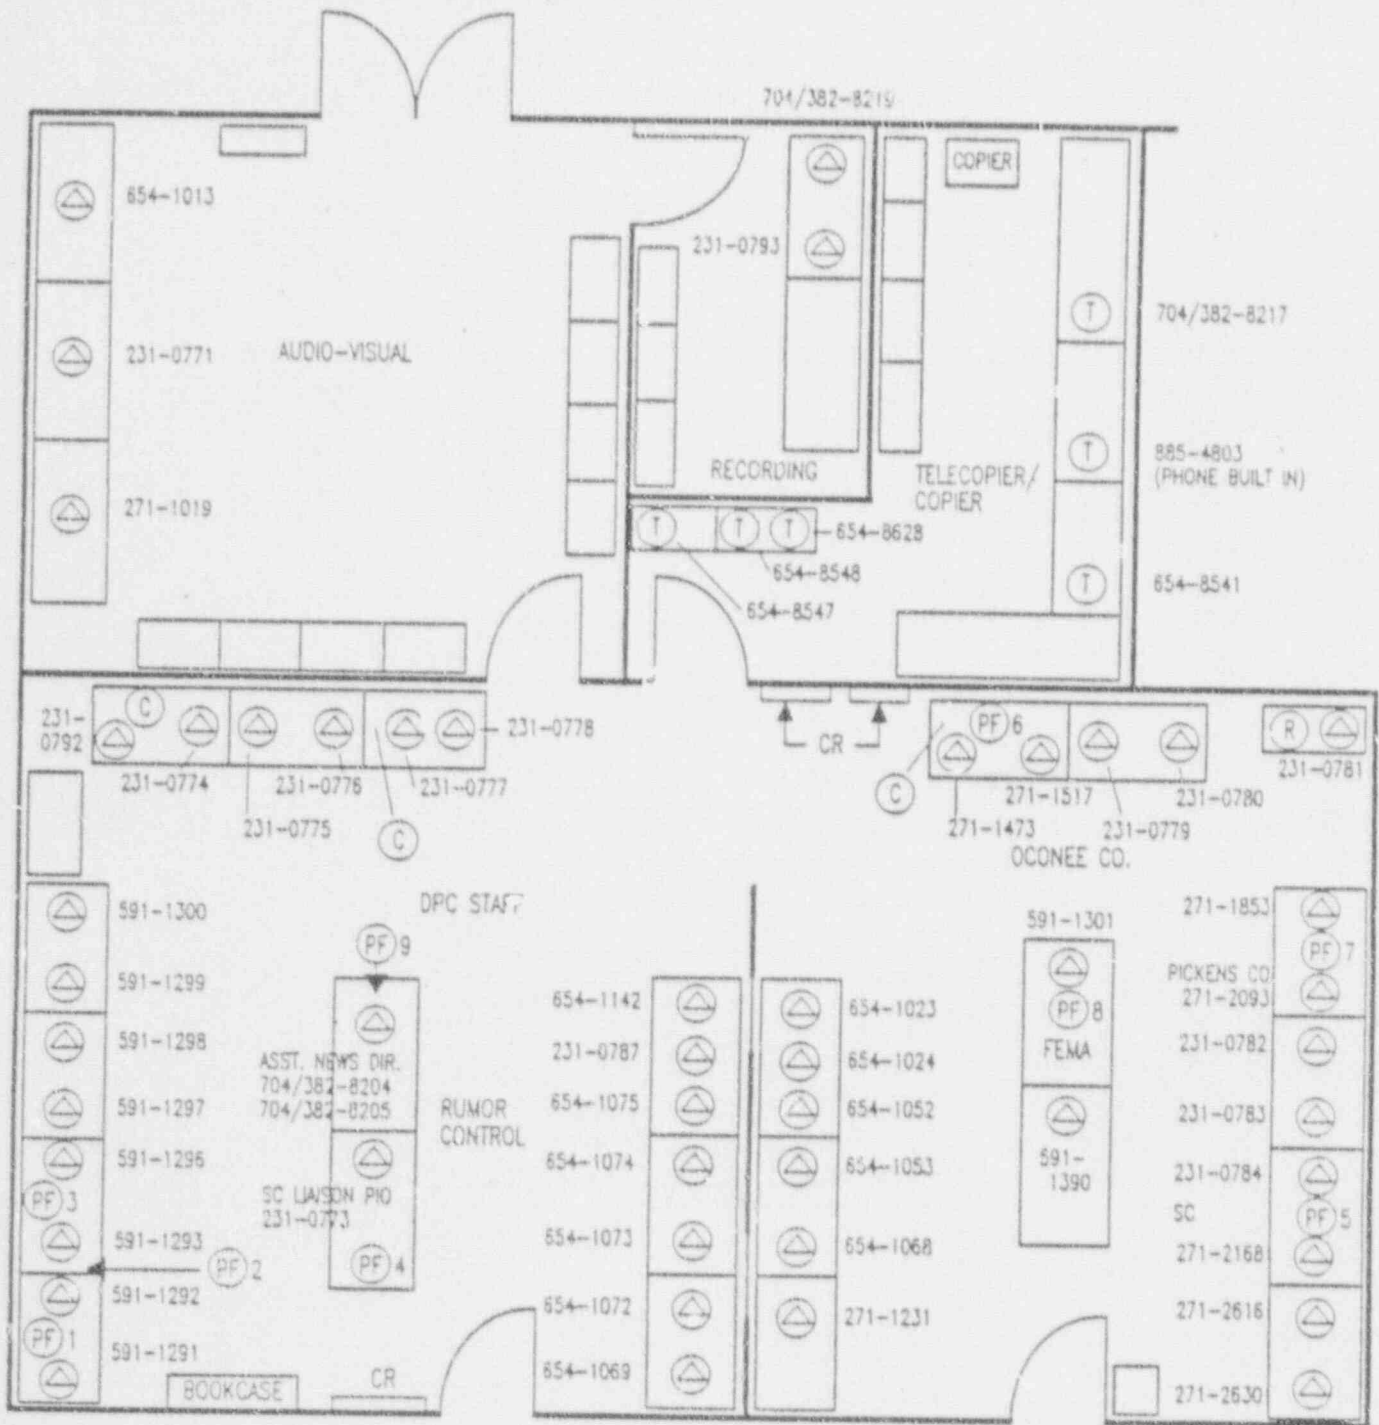 704/382-8219
COPIER
654-1013
231-0793
704/382-8217
231-0771
AUDIO-VISUAL
T
885-4803
(PHONE BUILT IN)
T
RECORDING
TELECOPIER/
COPIER
271-1019
T
T
T
654-8628
654-8548
654-8547
T
654-8541
231-
0792
C
231-0778
231-0774
231-0776
231-0777
231-0775
C
CR
PF 6
C
271-1517
231-0780
271-1473
231-0779
OCONEE CO.
R
231-0781
DPC STAFF
591-1300
591-1299
591-1298
591-1297
591-1296
PF 3
591-1293
PF 2
591-1292
PF 1
591-1291
BOOKCASE
CR
PF 9
ASST. NEWS DIR.
704/382-8204
704/382-8205
SC LIAISON PIO
231-0773
PF 4
RUMOR
CONTROL
654-1142
231-0787
654-1075
654-1074
654-1073
654-1072
654-1069
654-1023
654-1024
654-1052
654-1053
654-1068
271-1231
591-1301
PF 8
FEMA
591-
1390
271-1853
PF 7
PICKENS CO
271-2093
231-0782
231-0783
231-0784
SC
PF 5
271-2168
271-2616
271-2630